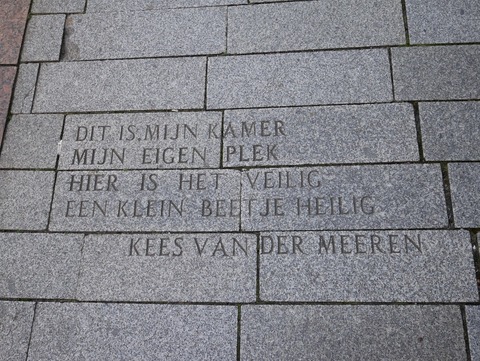 DIT IS MIJN KAMER
MIJN EIGEN PLEK
HIER IS HET VEILIG
EEN KLEIN BEETJE HEILIG
KEES VAN DER MEEREN